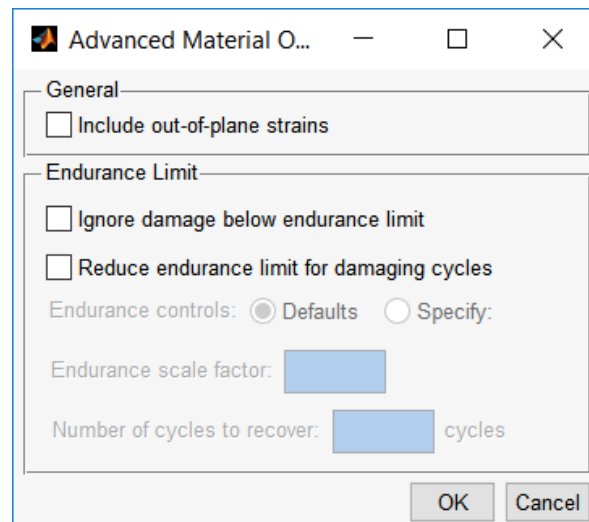 Advanced Material O...
General
Include out-of-plane strains
Endurance Limit
Ignore damage below endurance limit
Reduce endurance limit for damaging cycles
Endurance controls: Defaults Specify:
Endurance scale factor:
Number of cycles to recover: cycles
OK Cancel